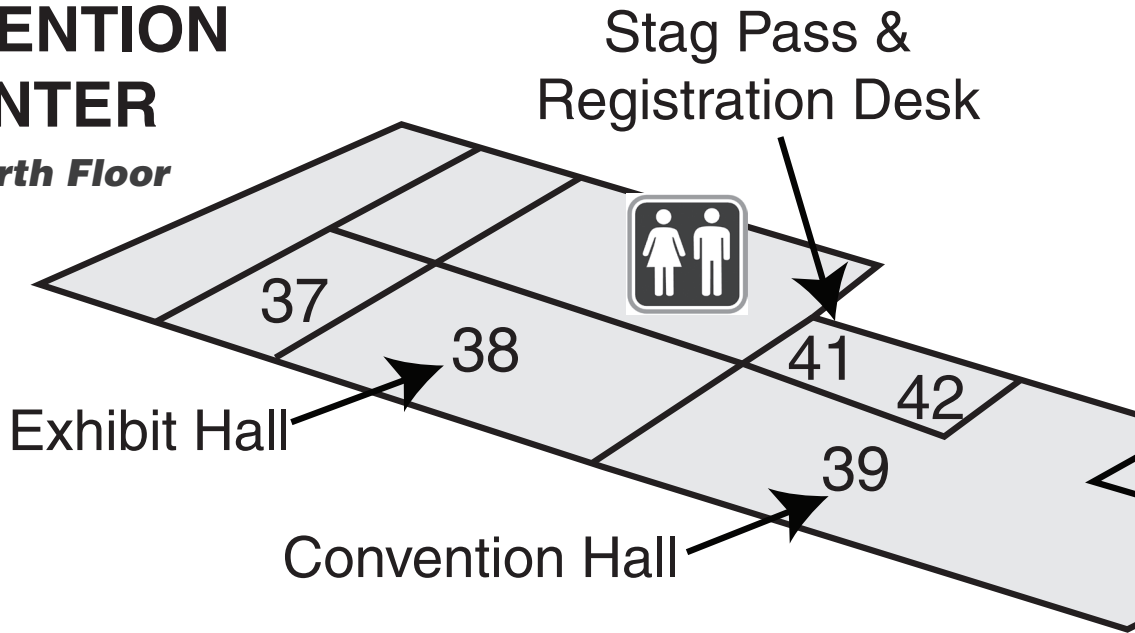 ENTION
NTER
rth Floor
Stag Pass &
Registration Desk
37
38
41
42
Exhibit Hall
39
Convention Hall